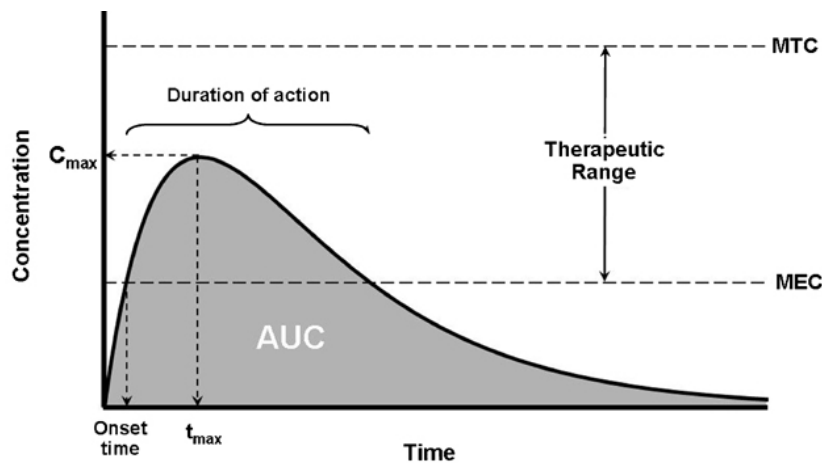 MTC
Duration of action
Cmax
Therapeutic
Range
Concentration
MEC
AUC
Onset
time
tmax
Time